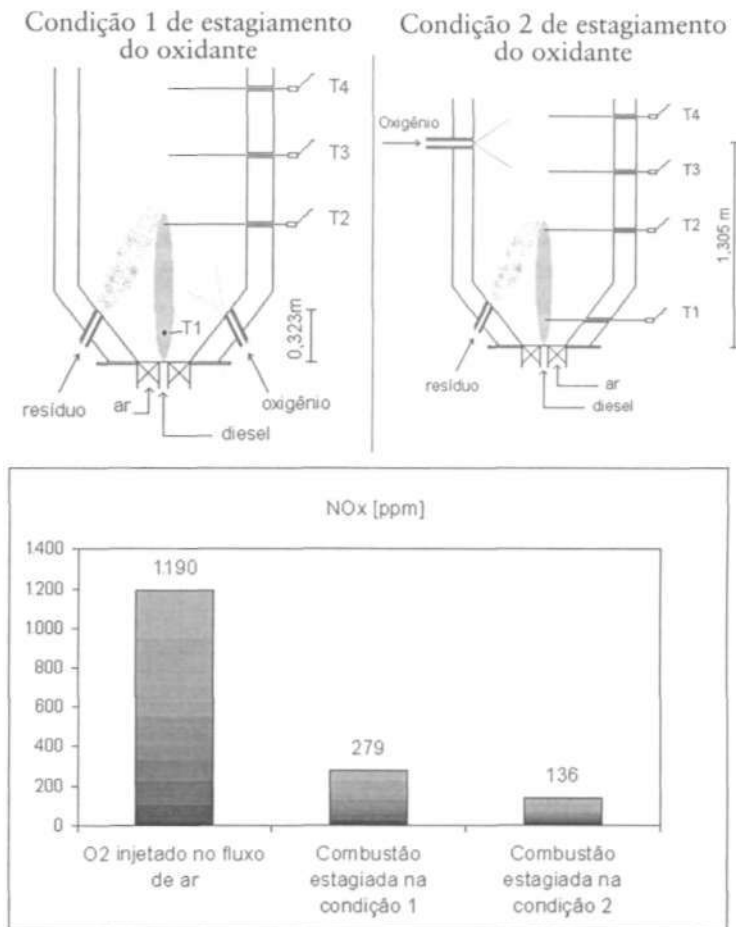 Condição 1 de estagiamento
do oxidante
T4
T3
T2
T1
0,323m
resíduo
ar
oxigênio
diesel
Condição 2 de estagiamento
do oxidante
Oxigênio
T4
T3
T2
T1
1,305 m
resíduo
ar
diesel
NOx [ppm]
1400
1200
1000
800
600
400
200
0
1190
279
136
O2 injetado no fluxo
de ar
Combustão
estagiada na
condição 1
Combustão
estagiada na
condição 2